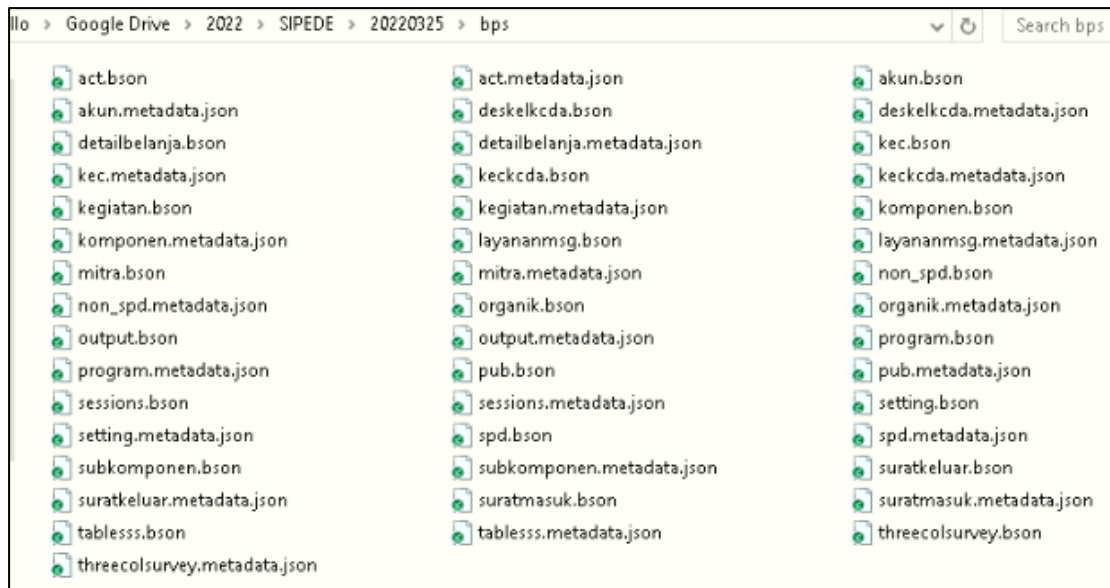 llo > Google Drive > 2022 > SIPEDE > 20220325 > bps Search bps
act.bson act.metadata.json akun.bson
akun.metadata.json deskelkcda.bson deskelkcda.metadata.json
detailbelanja.bson detailbelanja.metadata.json kec.bson
kec.metadata.json keckcda.bson keckcda.metadata.json
kegiatan.bson kegiatan.metadata.json komponen.bson
komponen.metadata.json layananmsg.bson layananmsg.metadata.json
mitra.bson mitra.metadata.json non_spd.bson
non_spd.metadata.json organik.bson organik.metadata.json
output.bson output.metadata.json program.bson
program.metadata.json pub.bson pub.metadata.json
sessions.bson sessions.metadata.json setting.bson
setting.metadata.json spd.bson spd.metadata.json
subkomponen.bson subkomponen.metadata.json suratkeluar.bson
suratkeluar.metadata.json suratmasuk.bson suratmasuk.metadata.json
tablesss.bson tablesss.metadata.json threecolsurvey.bson
threecolsurvey.metadata.json